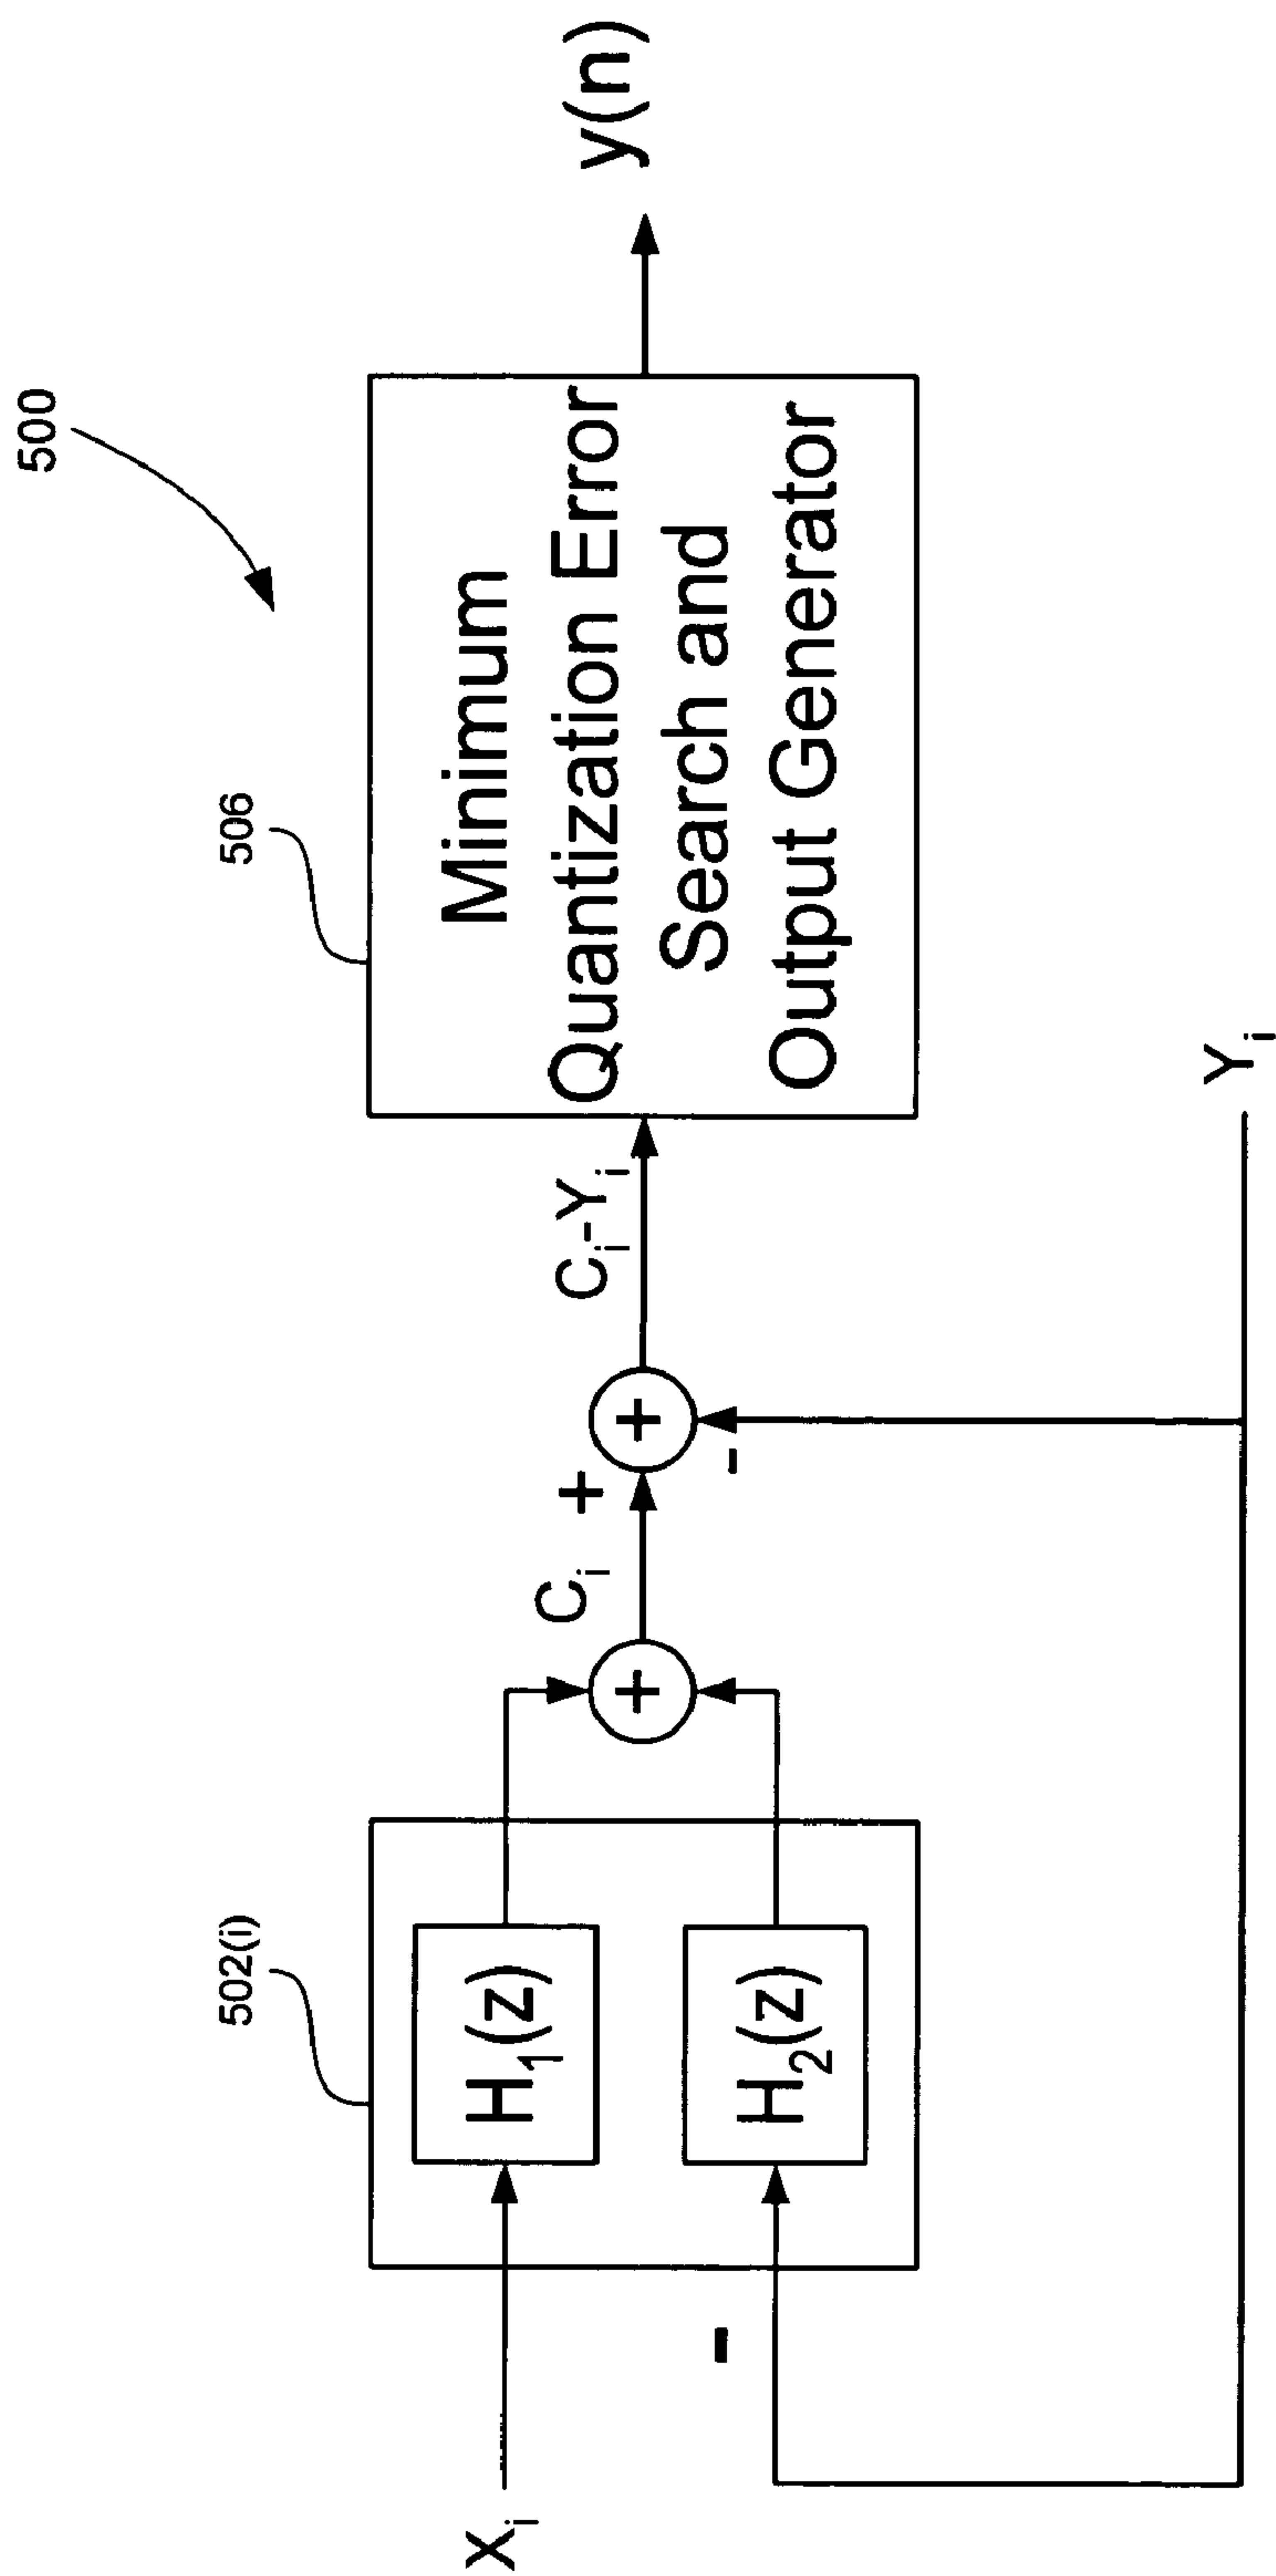 500
506
502(i)
Minimum
Quantization Error
Search and
Output Generator
y(n)
H₁(z)
H₂(z)
Xᵢ
-
+
Cᵢ
+
+
-
Cᵢ-Yᵢ
Yᵢ